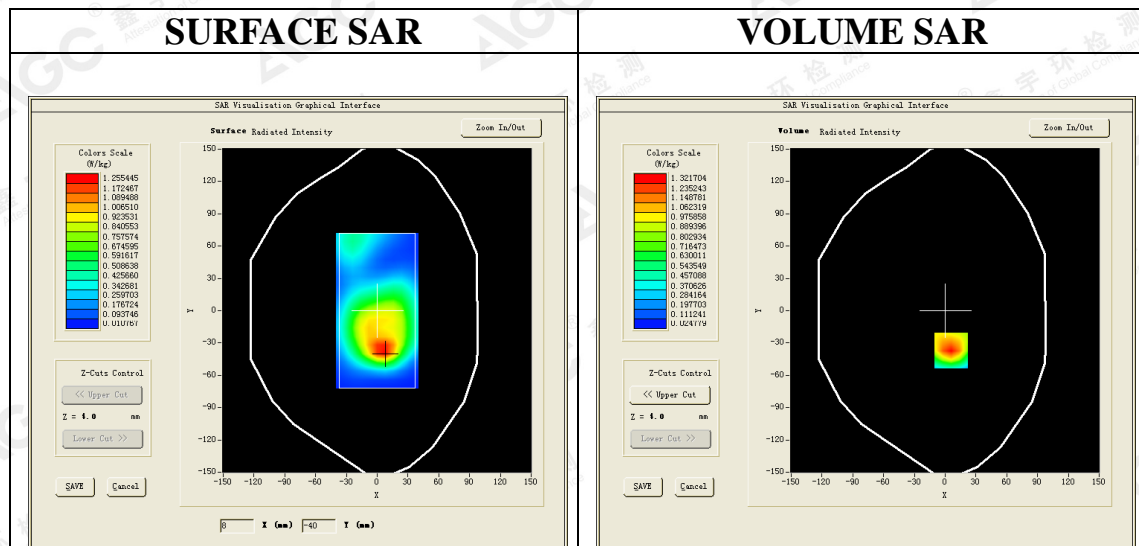 SURFACE SAR
VOLUME SAR
SAR Visualisation Graphical Interface
Surface Radiated Intensity
Zoom In/Out
Colors Scale
(W/kg)
1.255445
1.172467
1.089488
1.006510
0.923531
0.840553
0.757574
0.674595
0.591617
0.508638
0.425660
0.342681
0.259703
0.176724
0.093746
0.010767
150
120
90
60
30
0
-30
-60
-90
-120
-150
Y
-150 -120 -90 -60 -30 0 30 60 90 120 150
X
Z-Cuts Control
<< Upper Cut
Z = 4.0 mm
Lower Cut >>
SAVE Cancel
8 X (mm) -40 Y (mm)
SAR Visualisation Graphical Interface
Volume Radiated Intensity
Zoom In/Out
Colors Scale
(W/kg)
1.321704
1.235243
1.148781
1.062319
0.975858
0.889396
0.802934
0.716473
0.630011
0.543549
0.457088
0.370626
0.284164
0.197703
0.111241
0.024779
150
120
90
60
30
0
-30
-60
-90
-120
-150
Y
-150 -120 -90 -60 -30 0 30 60 90 120 150
X
Z-Cuts Control
<< Upper Cut
Z = 4.0 mm
Lower Cut >>
SAVE Cancel
AGC